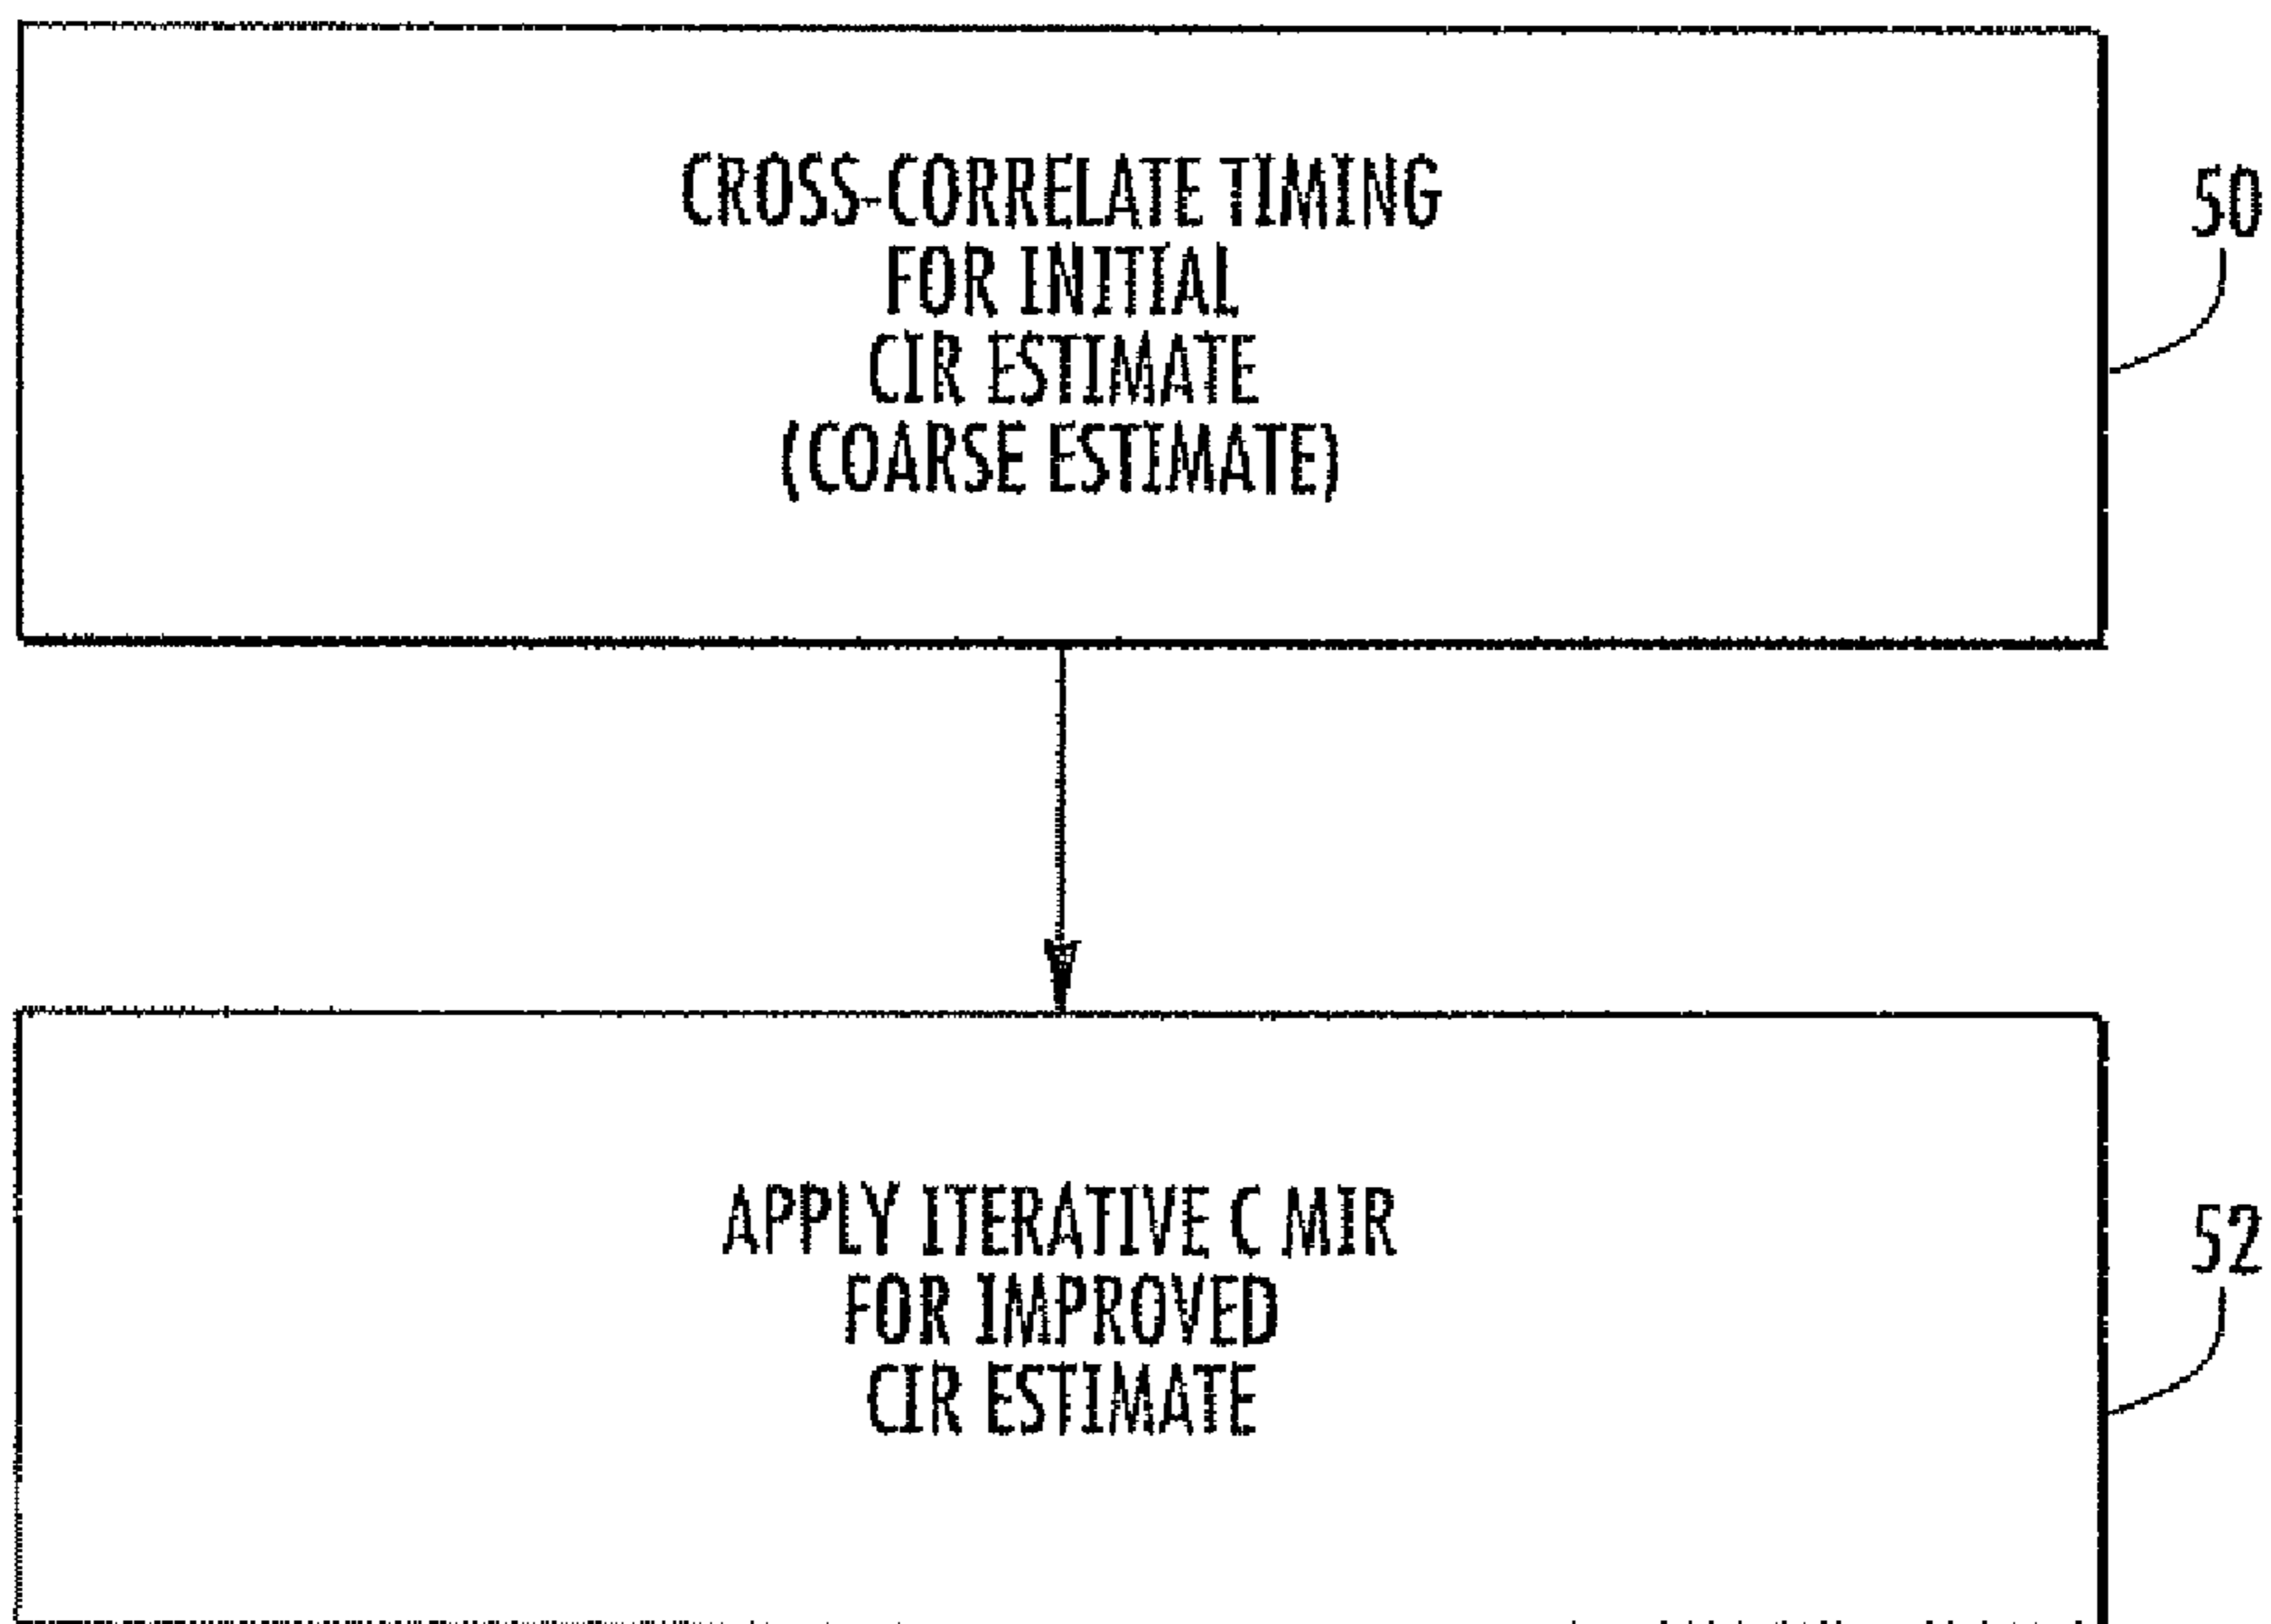 CROSS-CORRELATE TIMING
FOR INITIAL
CIR ESTIMATE
(COARSE ESTIMATE)
50
APPLY ITERATIVE C MIR
FOR IMPROVED
CIR ESTIMATE
52